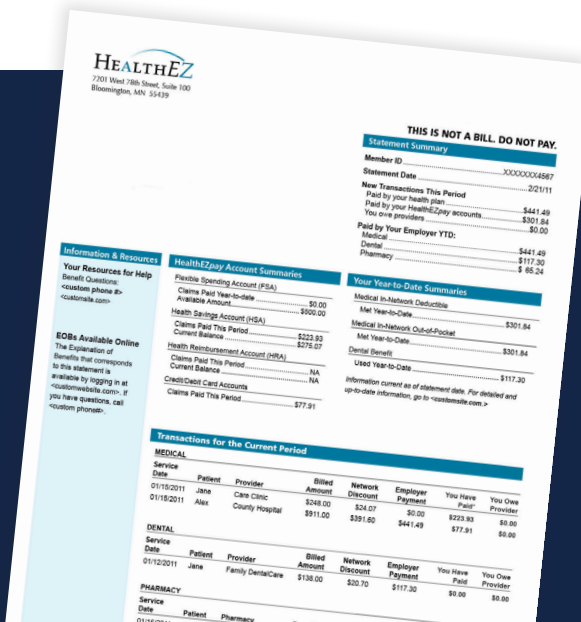 HEALTHEZ
7201 West 78th Street, Suite 100
Bloomington, MN 55439
THIS IS NOT A BILL. DO NOT PAY.
Statement Summary
Member ID XXXXXXX4567
Statement Date 2/21/11
New Transactions This Period
Paid by your health plan $441.49
Paid by your HealthEZpay accounts $301.84
You owe providers $0.00
Paid by Your Employer YTD:
Medical $441.49
Dental $117.30
Pharmacy $ 65.24
Information & Resources
Your Resources for Help
Benefit Questions:
<custom phone #>
<customsite.com>
EOBs Available Online
The Explanation of
Benefits that corresponds
to this statement is
available by logging in at
<customwebsite.com>. If
you have questions, call
<custom phone#>.
HealthEZpay Account Summaries
Flexible Spending Account (FSA)
Claims Paid Year-to-date $0.00
Available Amount $500.00
Health Savings Account (HSA)
Claims Paid This Period $223.93
Current Balance $275.07
Health Reimbursement Account (HRA)
Claims Paid This Period NA
Current Balance NA
Credit/Debit Card Accounts
Claims Paid This Period $77.91
Your Year-to-Date Summaries
Medical In-Network Deductible
Met Year-to-Date $301.84
Medical In-Network Out-of-Pocket
Met Year-to-Date $301.84
Dental Benefit
Used Year-to-Date $117.30
Information current as of statement date. For detailed and
up-to-date information, go to <customsite.com.>
Transactions for the Current Period
MEDICAL
Service Date Patient Provider Billed Amount Network Discount Employer Payment You Have Paid* You Owe Provider
01/15/2011 Jane Care Clinic $248.00 $24.07 $0.00 $223.93 $0.00
01/15/2011 Alex County Hospital $911.00 $391.60 $441.49 $77.91 $0.00
DENTAL
Service Date Patient Provider Billed Amount Network Discount Employer Payment You Have Paid You Owe Provider
01/12/2011 Jane Family DentalCare $138.00 $20.70 $117.30 $0.00 $0.00
PHARMACY
Service Date Patient Pharmacy